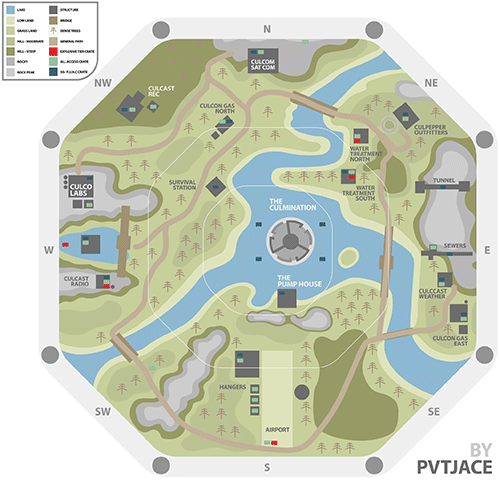 LAKE
LOW LAND
GRASS LAND
HILL - MODERATE
HILL - STEEP
ROCKY
ROCK PEAK
STRUCTURE
BRIDGE
DENSE TREES
GENERAL PATH
EXPLOSIVE-TIER CRATE
ALL-ACCESS CRATE
N
NW
NE
W
E
SW
SE
S
CULCOM
SAT COM
CULCAST
REC
CULCON GAS
NORTH
CULPEPPER
OUTFITTERS
WATER
TREATMENT
NORTH
WATER
TREATMENT
SOUTH
TUNNEL
SURVIVAL
STATION
CULCO
LABS
THE
CULMINATION
SEWERS
CULCAST
RADIO
THE
PUMP HOUSE
CULCCAST
WEATHER
CULCON GAS
EAST
HANGERS
AIRPORT
BY
PVTJACE